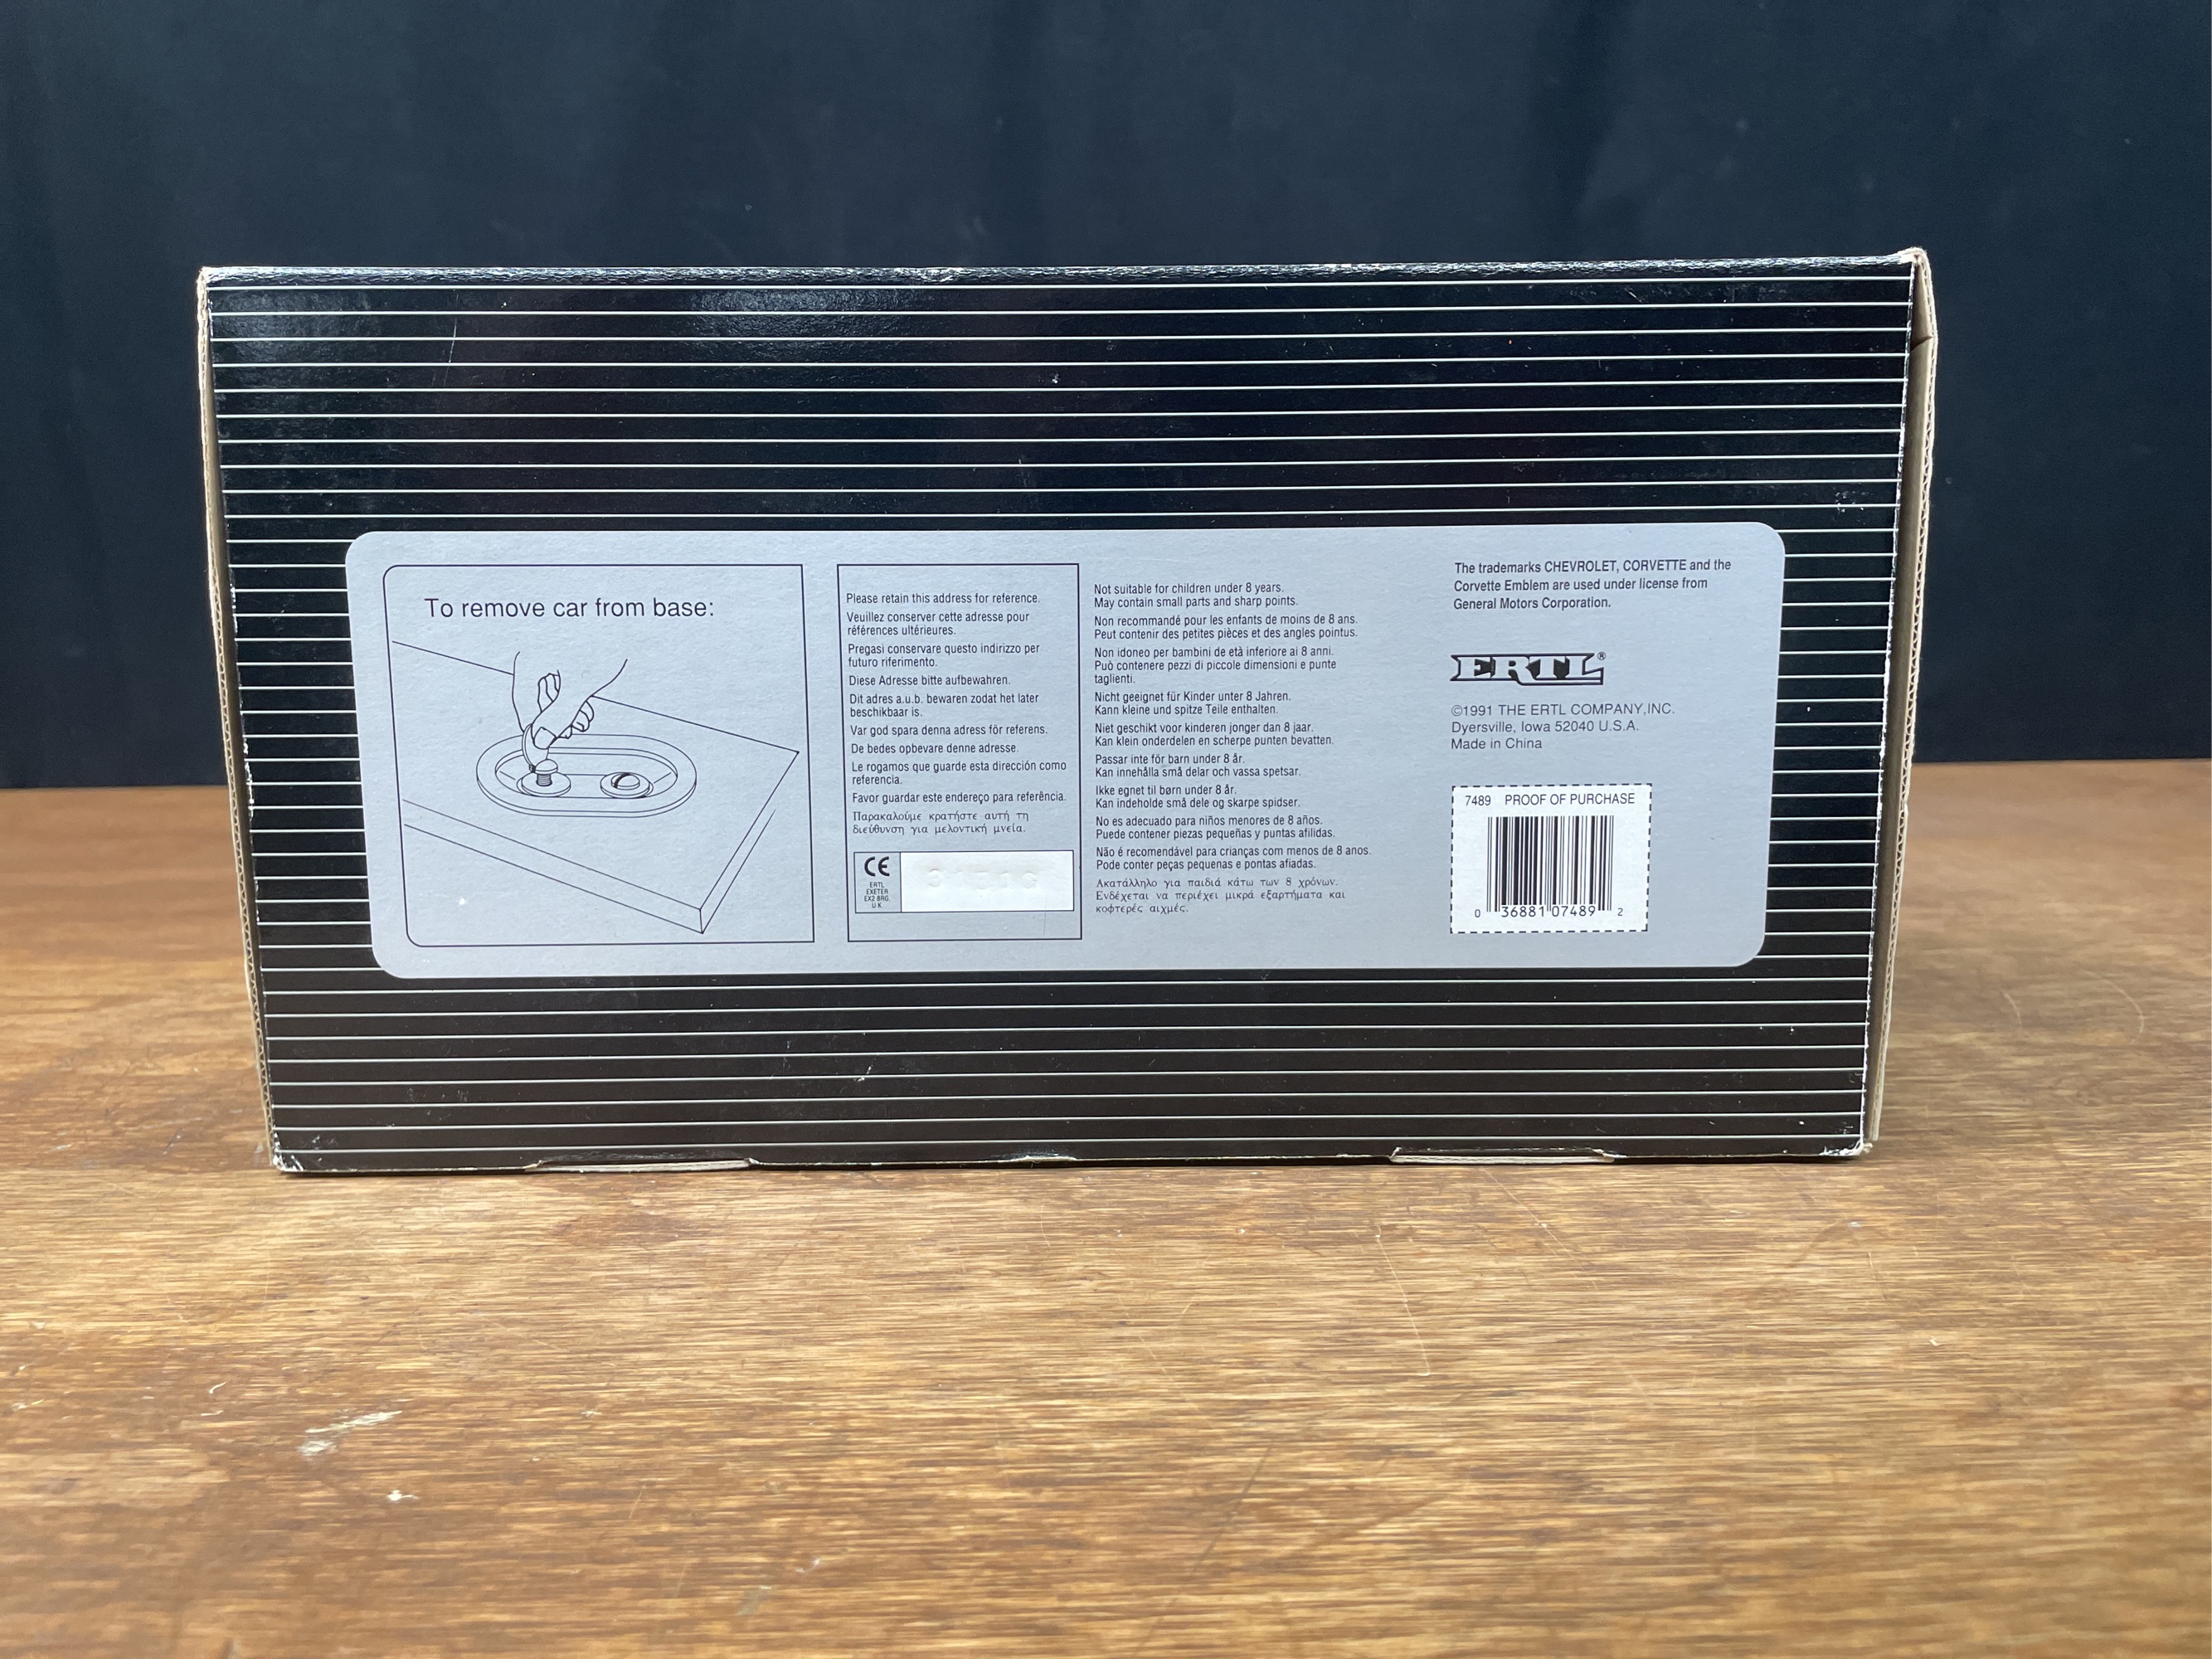 To remove car from base:
Please retain this address for reference.
Veuillez conserver cette adresse pour
références ultérieures.
Pregasi conservare questo indirizzo per
futuro riferimento.
Diese Adresse bitte aufbewahren.
Dit adres a.u.b. bewaren zodat het later
beschikbaar is.
Var god spara denna adress för referens.
De bedes opbevare denne adresse.
Le rogamos que guarde esta dirección como
referencia.
Favor guardar este endereço para referência.
Παρακαλούμε κρατήστε αυτή τη
διεύθυνση για μελοντική μνεία.
CE
ERTL
EXETER
EX2 8RG.
U K
Not suitable for children under 8 years.
May contain small parts and sharp points.
Non recommandé pour les enfants de moins de 8 ans.
Peut contenir des petites pièces et des angles pointus.
Non idoneo per bambini de età inferiore ai 8 anni.
Può contenere pezzi di piccole dimensioni e punte
taglienti.
Nicht geeignet für Kinder unter 8 Jahren.
Kann kleine und spitze Teile enthalten.
Niet geschikt voor kinderen jonger dan 8 jaar.
Kan klein onderdelen en scherpe punten bevatten.
Passar inte för barn under 8 år.
Kan innehålla små delar och vassa spetsar.
Ikke egnet til børn under 8 år.
Kan indeholde små dele og skarpe spidser.
No es adecuado para niños menores de 8 años.
Puede contener piezas pequeñas y puntas afilidas.
Não é recomendável para crianças com menos de 8 anos.
Pode conter peças pequenas e pontas afiadas.
Ακατάλληλο για παιδιά κάτω των 8 χρόνων.
Ενδέχεται να περιέχει μικρά εξαρτήματα και
κοφτερές αιχμές.
The trademarks CHEVROLET, CORVETTE and the
Corvette Emblem are used under license from
General Motors Corporation.
ERTL®
©1991 THE ERTL COMPANY,INC.
Dyersville, Iowa 52040 U.S.A.
Made in China
7489 PROOF OF PURCHASE
0 36881 07489 2